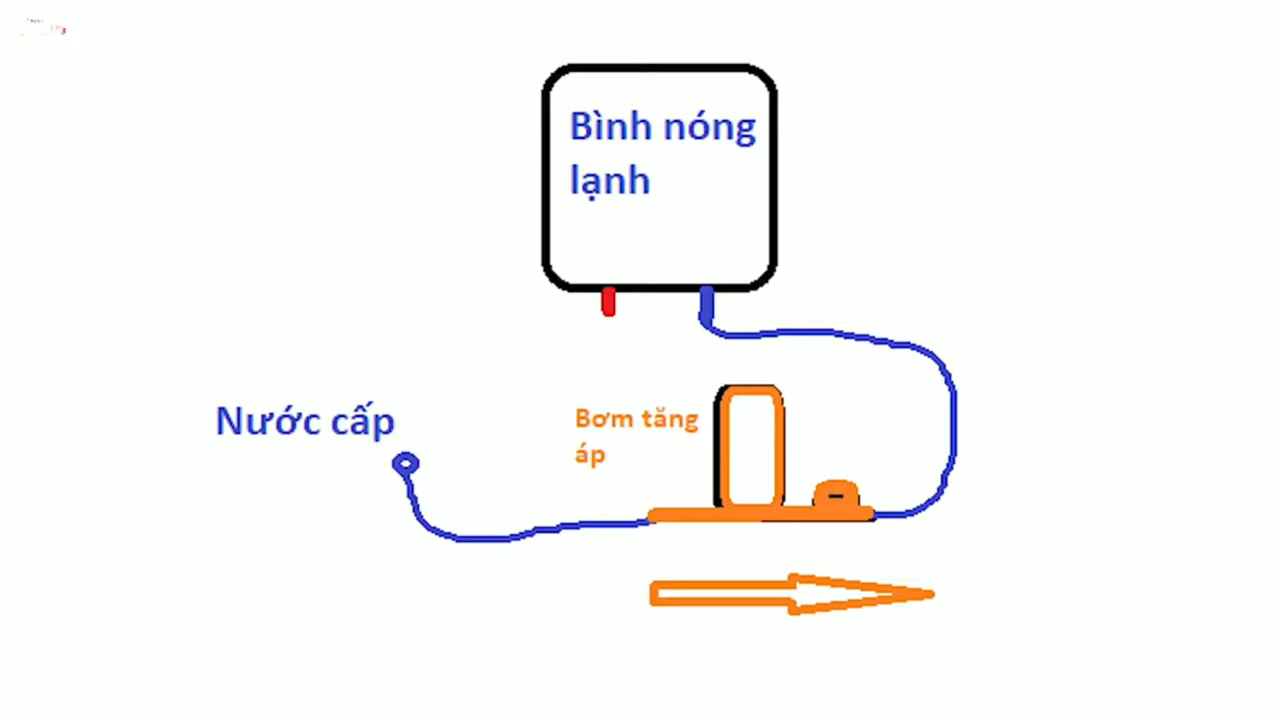 Bình nóng
lạnh
Nước cấp
Bơm tăng
áp